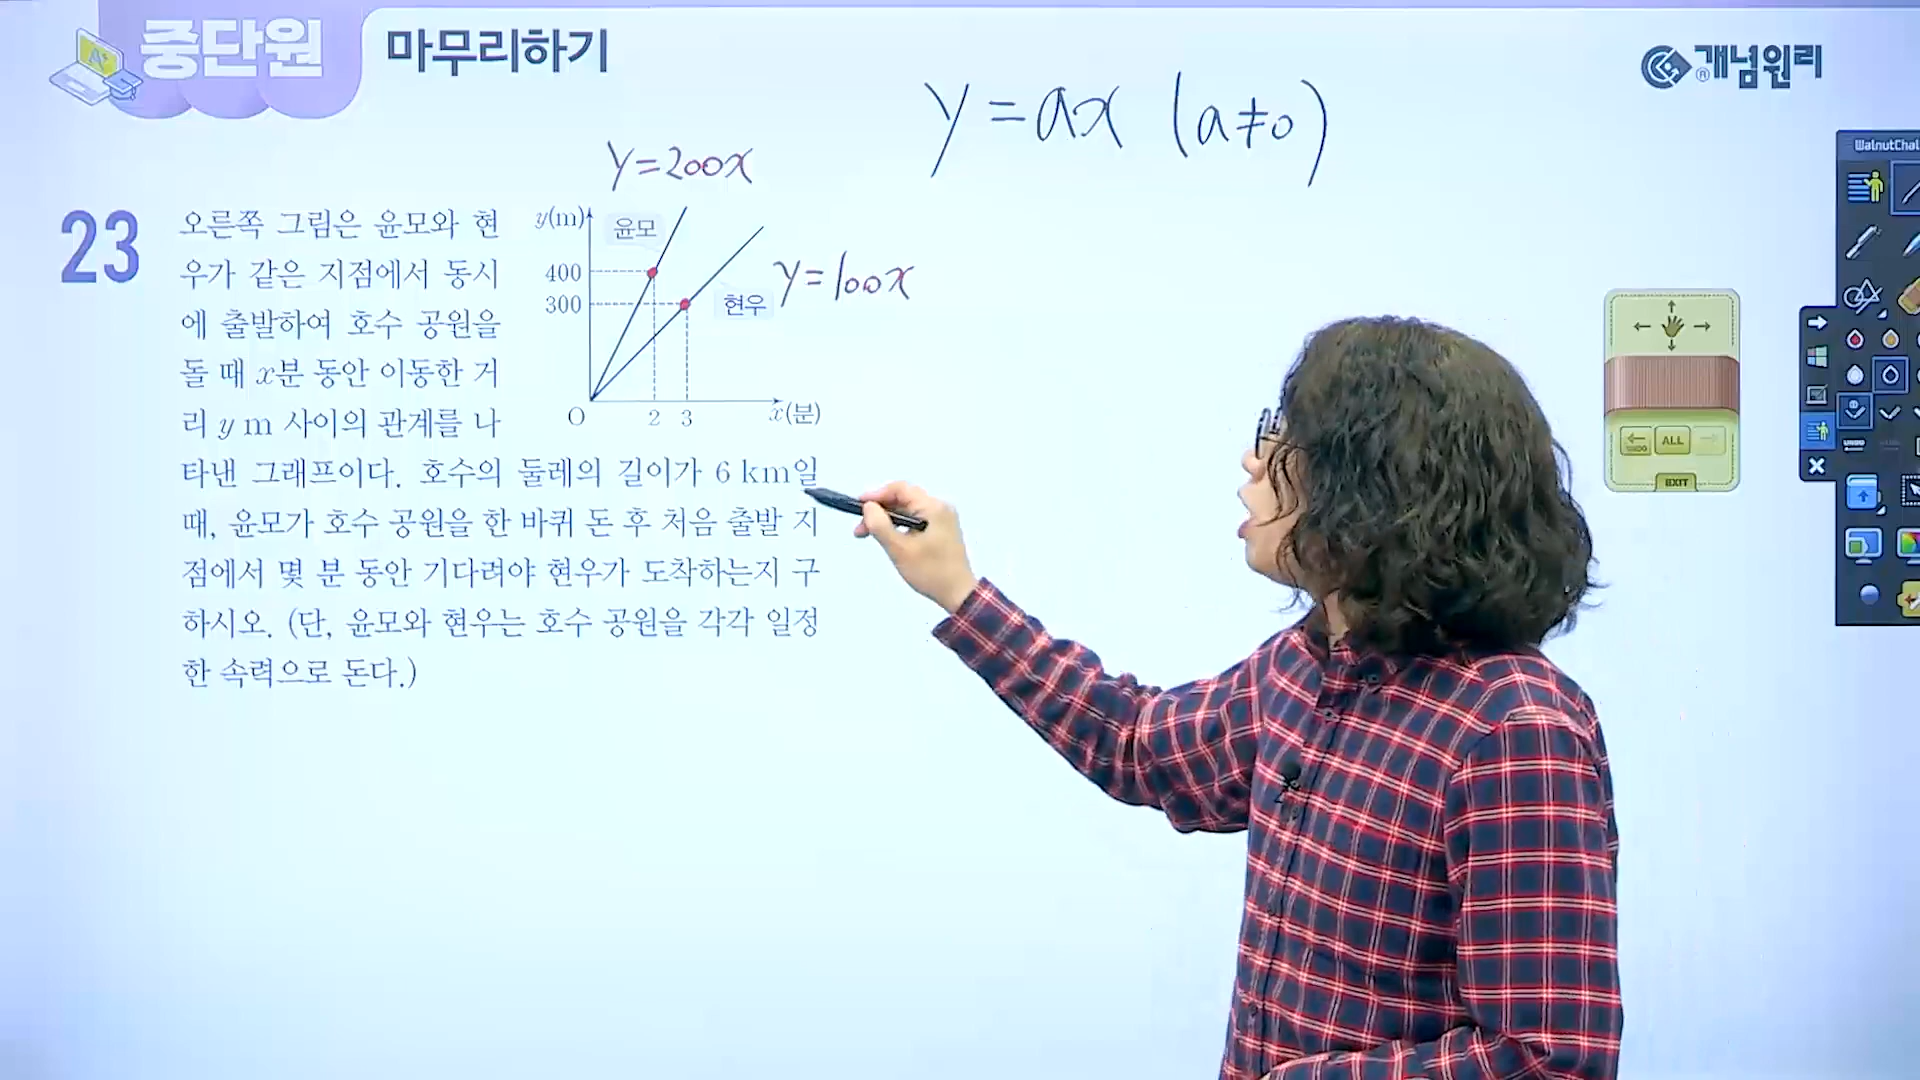 중단원 마무리하기
개념원리
y=ax (a≠0)
y=200x
23
오른쪽 그림은 윤모와 현
우가 같은 지점에서 동시
에 출발하여 호수 공원을
돌 때 x분 동안 이동한 거
리 y m 사이의 관계를 나
타낸 그래프이다. 호수의 둘레의 길이가 6 km일
때, 윤모가 호수 공원을 한 바퀴 돈 후 처음 출발 지
점에서 몇 분 동안 기다려야 현우가 도착하는지 구
하시오. (단, 윤모와 현우는 호수 공원을 각각 일정
한 속력으로 돈다.)
y(m)
윤모
400
300
현우
y=100x
O 2 3 x(분)
WalnutChal
ALL
EXIT
A+